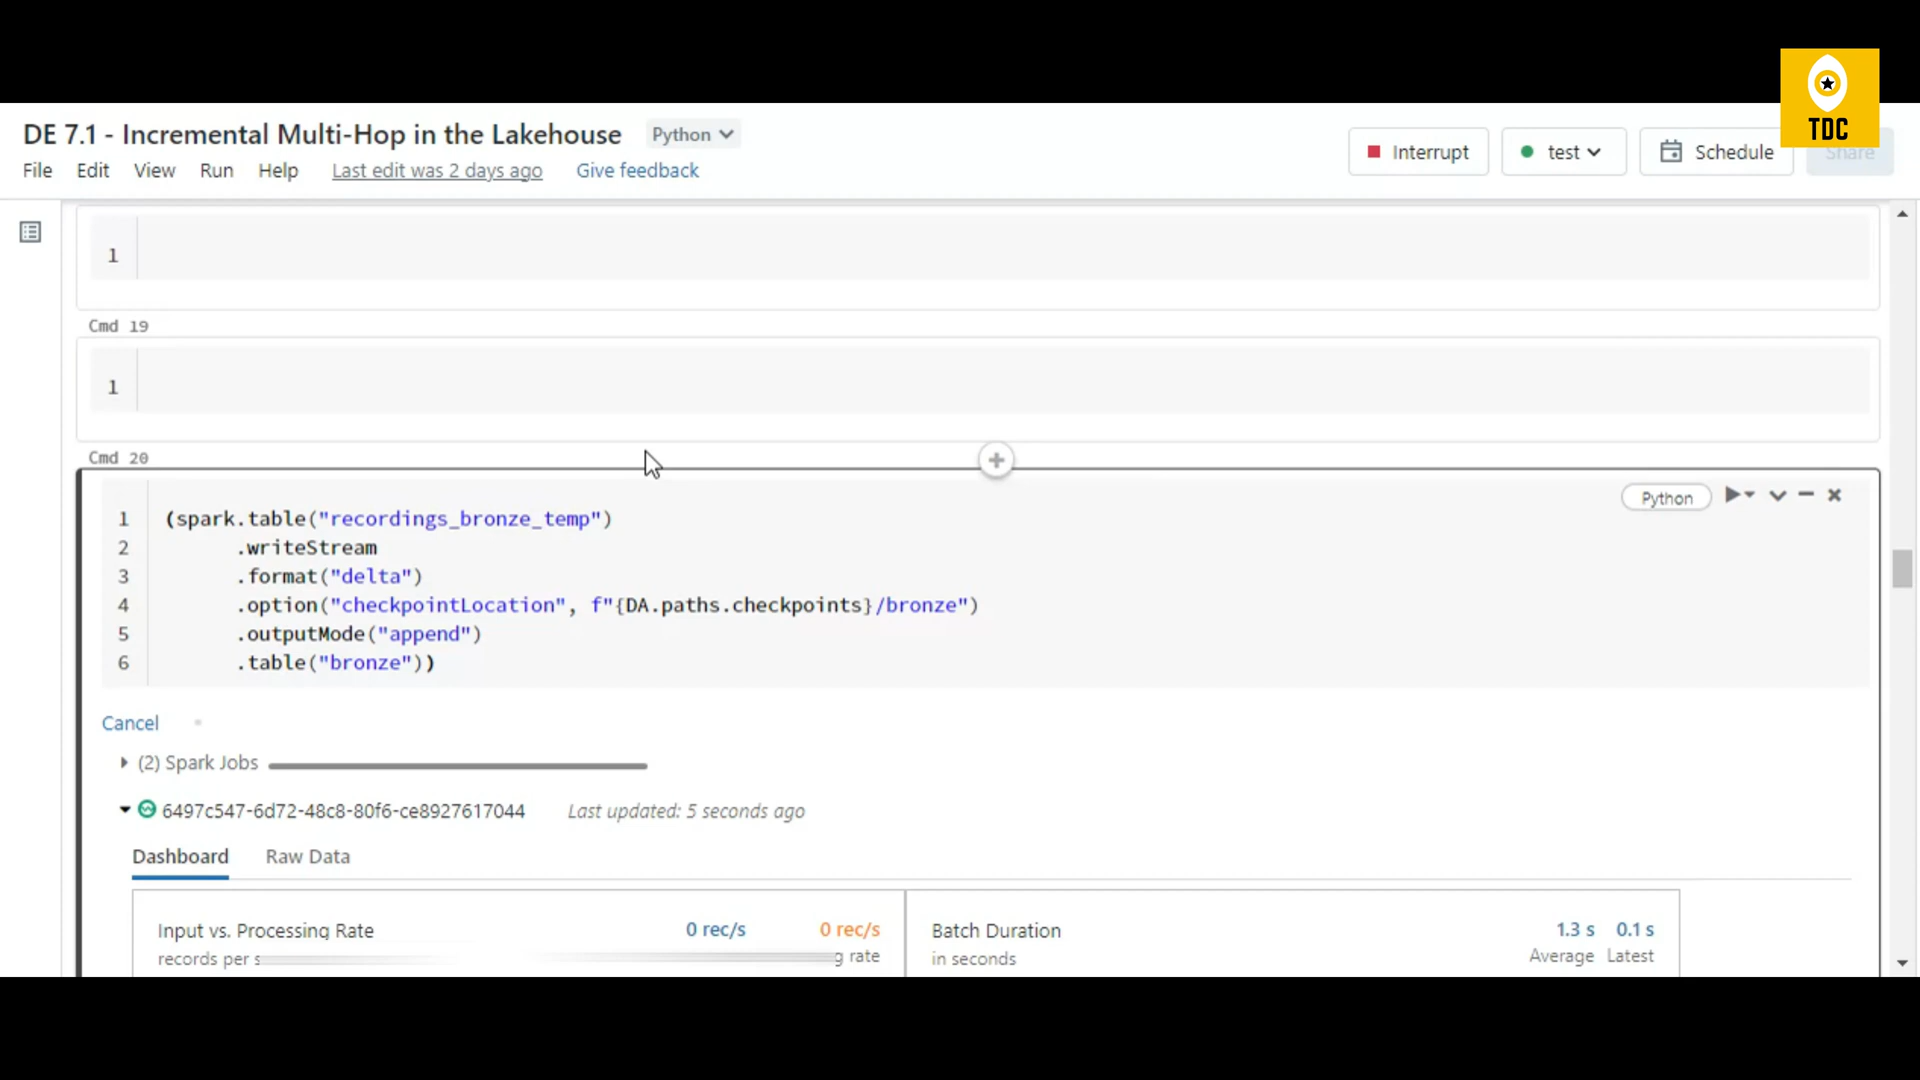 TDC
DE 7.1 - Incremental Multi-Hop in the Lakehouse Python
File Edit View Run Help Last edit was 2 days ago Give feedback
Interrupt test Schedule Share
1
Cmd 19
1
Cmd 20
Python
1 (spark.table("recordings_bronze_temp")
2 .writeStream
3 .format("delta")
4 .option("checkpointLocation", f"{DA.paths.checkpoints}/bronze")
5 .outputMode("append")
6 .table("bronze"))
Cancel
(2) Spark Jobs
6497c547-6d72-48c8-80f6-ce8927617044 Last updated: 5 seconds ago
Dashboard Raw Data
Input vs. Processing Rate 0 rec/s 0 rec/s
records per rate
Batch Duration 1.3 s 0.1 s
in seconds Average Latest